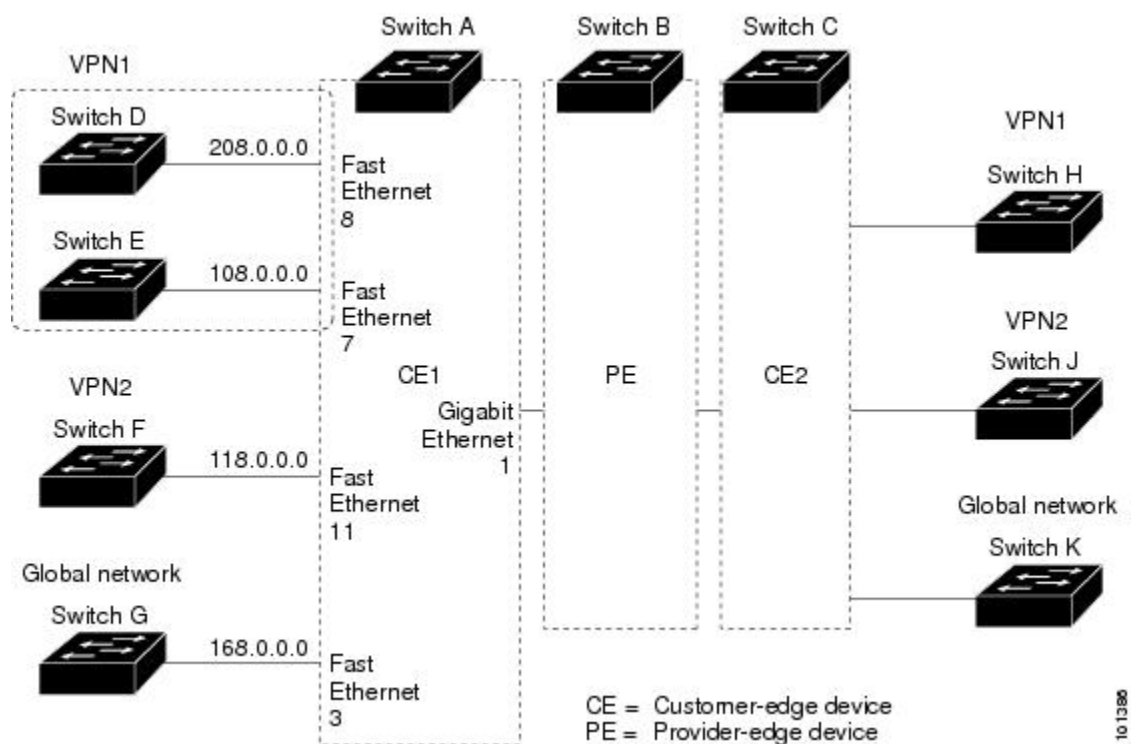 Switch A
Switch B
Switch C
VPN1
Switch D
208.0.0.0
Fast
Ethernet
8
Switch E
108.0.0.0
Fast
Ethernet
7
VPN2
Switch F
118.0.0.0
Fast
Ethernet
11
Global network
Switch G
168.0.0.0
Fast
Ethernet
3
CE1
Gigabit
Ethernet
1
PE
CE2
VPN1
Switch H
VPN2
Switch J
Global network
Switch K
CE = Customer-edge device
PE = Provider-edge device
101386